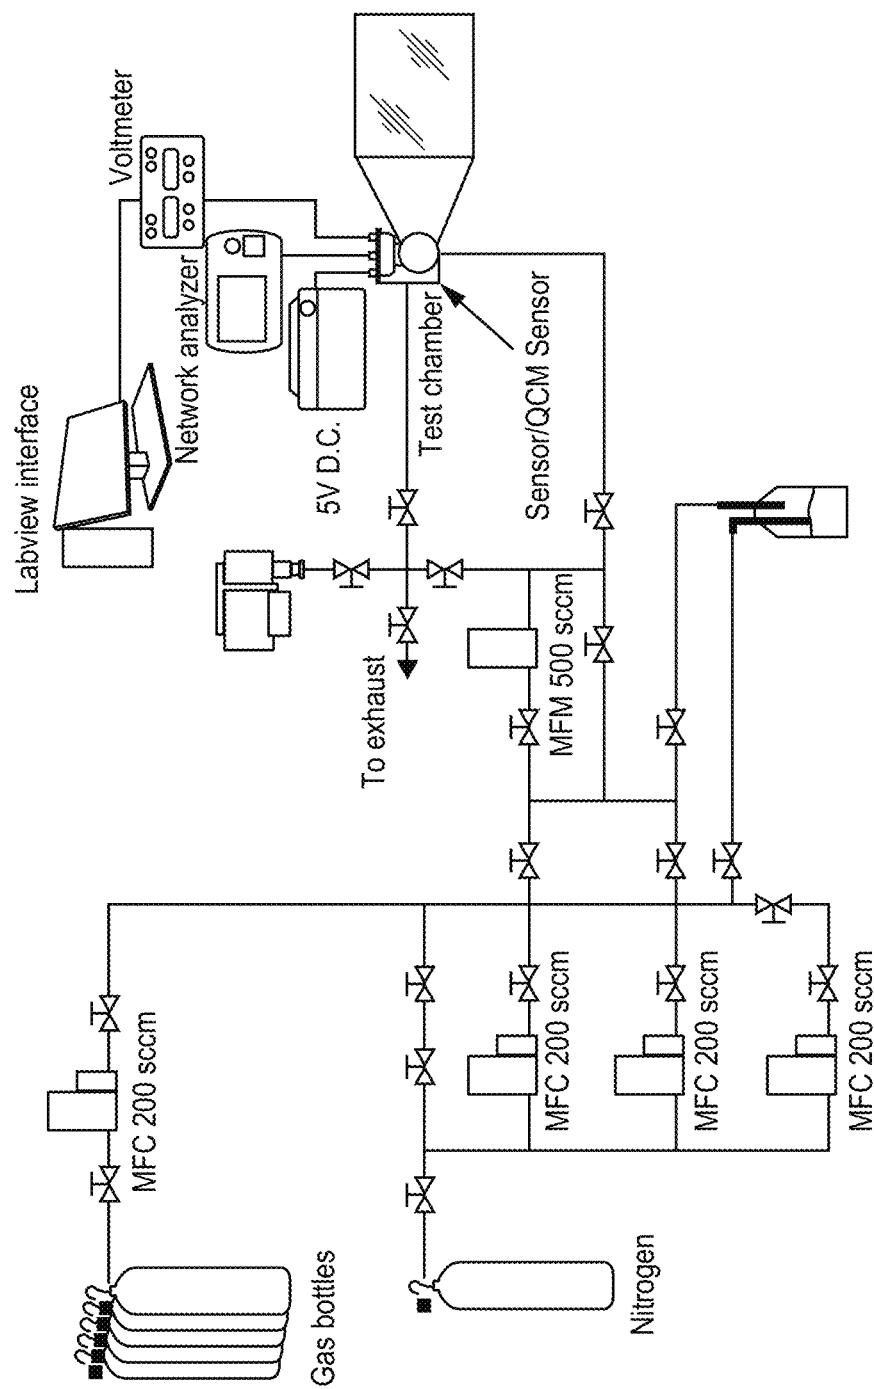 Labview interface
Voltmeter
Network analyzer
5V D.C.
Test chamber
Sensor/QCM Sensor
To exhaust
MFM 500 sccm
MFC 200 sccm
MFC 200 sccm
MFC 200 sccm
MFC 200 sccm
Gas bottles
Nitrogen